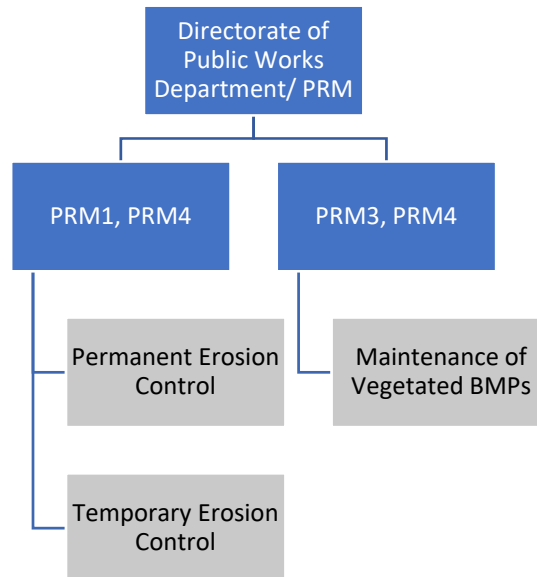 Directorate of
Public Works
Department/ PRM
PRM1, PRM4
PRM3, PRM4
Permanent Erosion
Control
Maintenance of
Vegetated BMPs
Temporary Erosion
Control